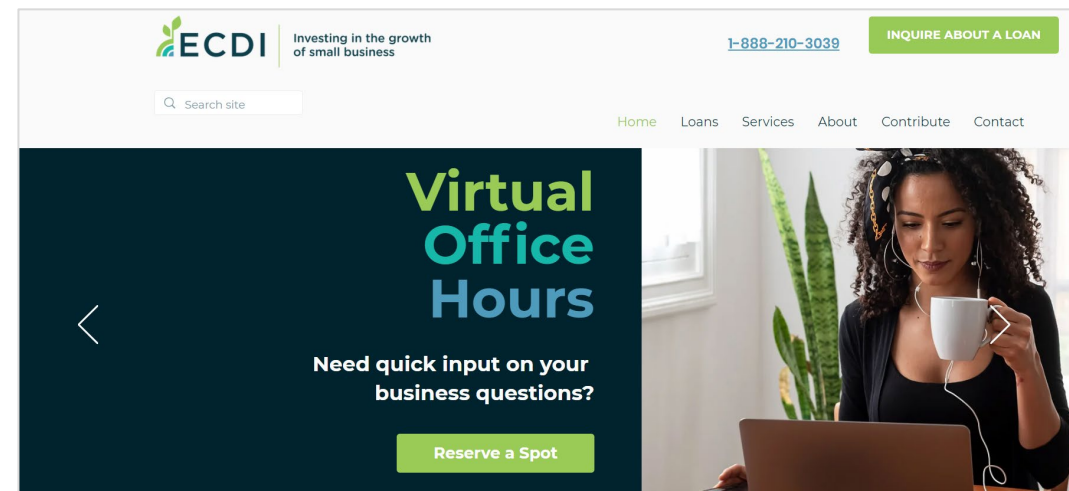 ECDI
Investing in the growth
of small business
1-888-210-3039
INQUIRE ABOUT A LOAN
Search site
Home Loans Services About Contribute Contact
Virtual
Office
Hours
Need quick input on your
business questions?
Reserve a Spot